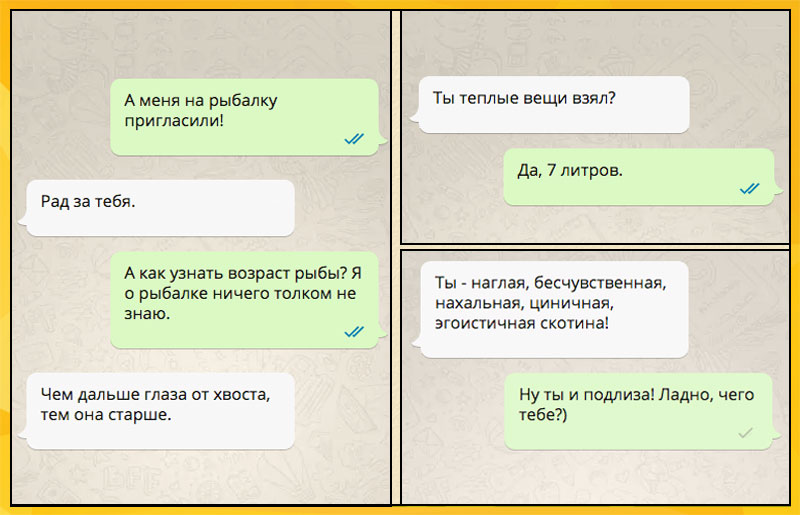 А меня на рыбалку
пригласили!
Рад за тебя.
А как узнать возраст рыбы? Я
о рыбалке ничего толком не
знаю.
Чем дальше глаза от хвоста,
тем она старше.
Ты теплые вещи взял?
Да, 7 литров.
Ты - наглая, бесчувственная,
нахальная, циничная,
эгоистичная скотина!
Ну ты и подлиза! Ладно, чего
тебе?)